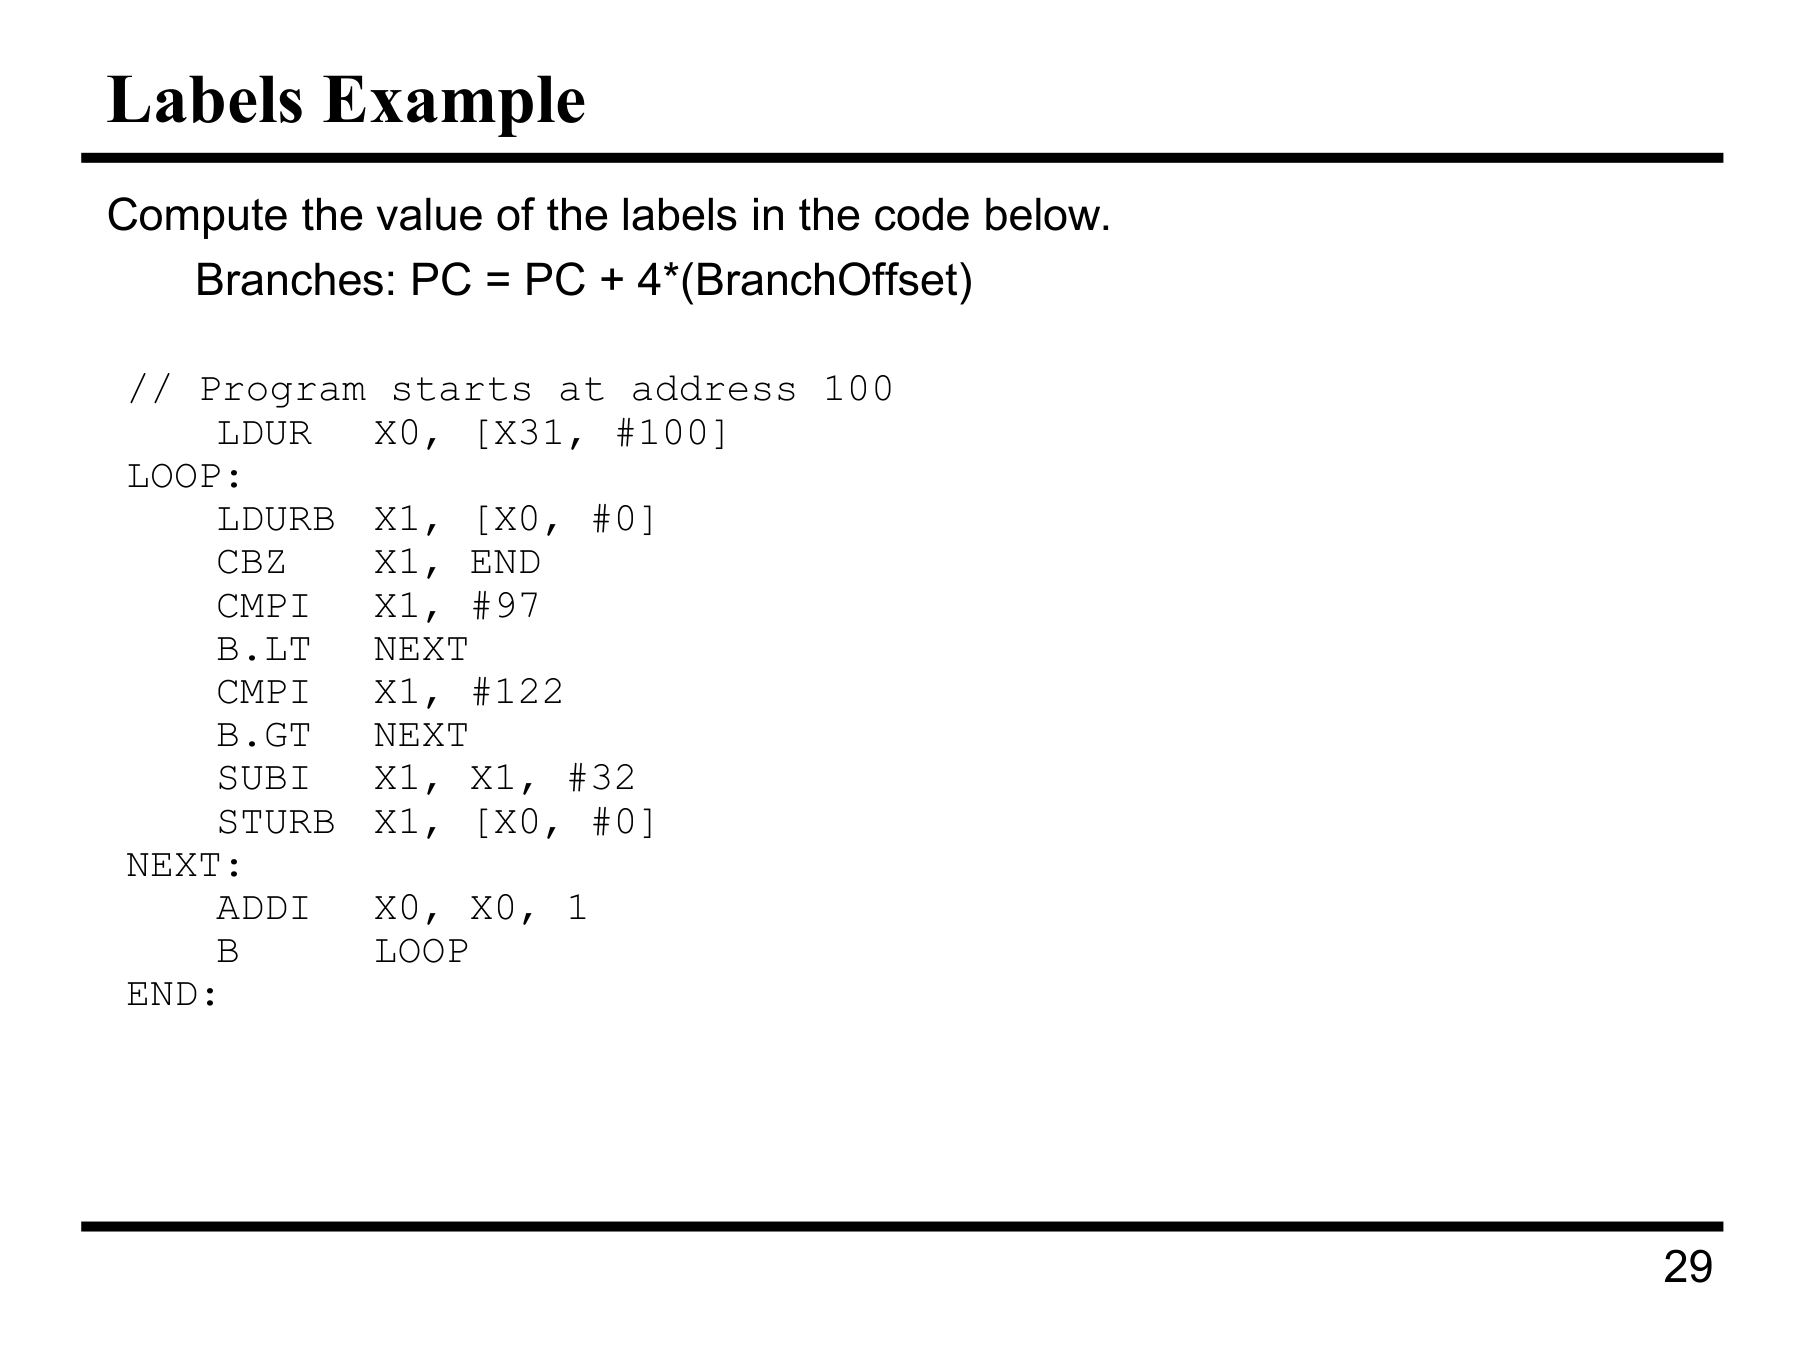 Labels Example
Compute the value of the labels in the code below.
Branches: PC = PC + 4*(BranchOffset)
// Program starts at address 100
LDUR X0, [X31, #100]
LOOP:
LDURB X1, [X0, #0]
CBZ X1, END
CMPI X1, #97
B.LT NEXT
CMPI X1, #122
B.GT NEXT
SUBI X1, X1, #32
STURB X1, [X0, #0]
NEXT:
ADDI X0, X0, 1
B LOOP
END:
29